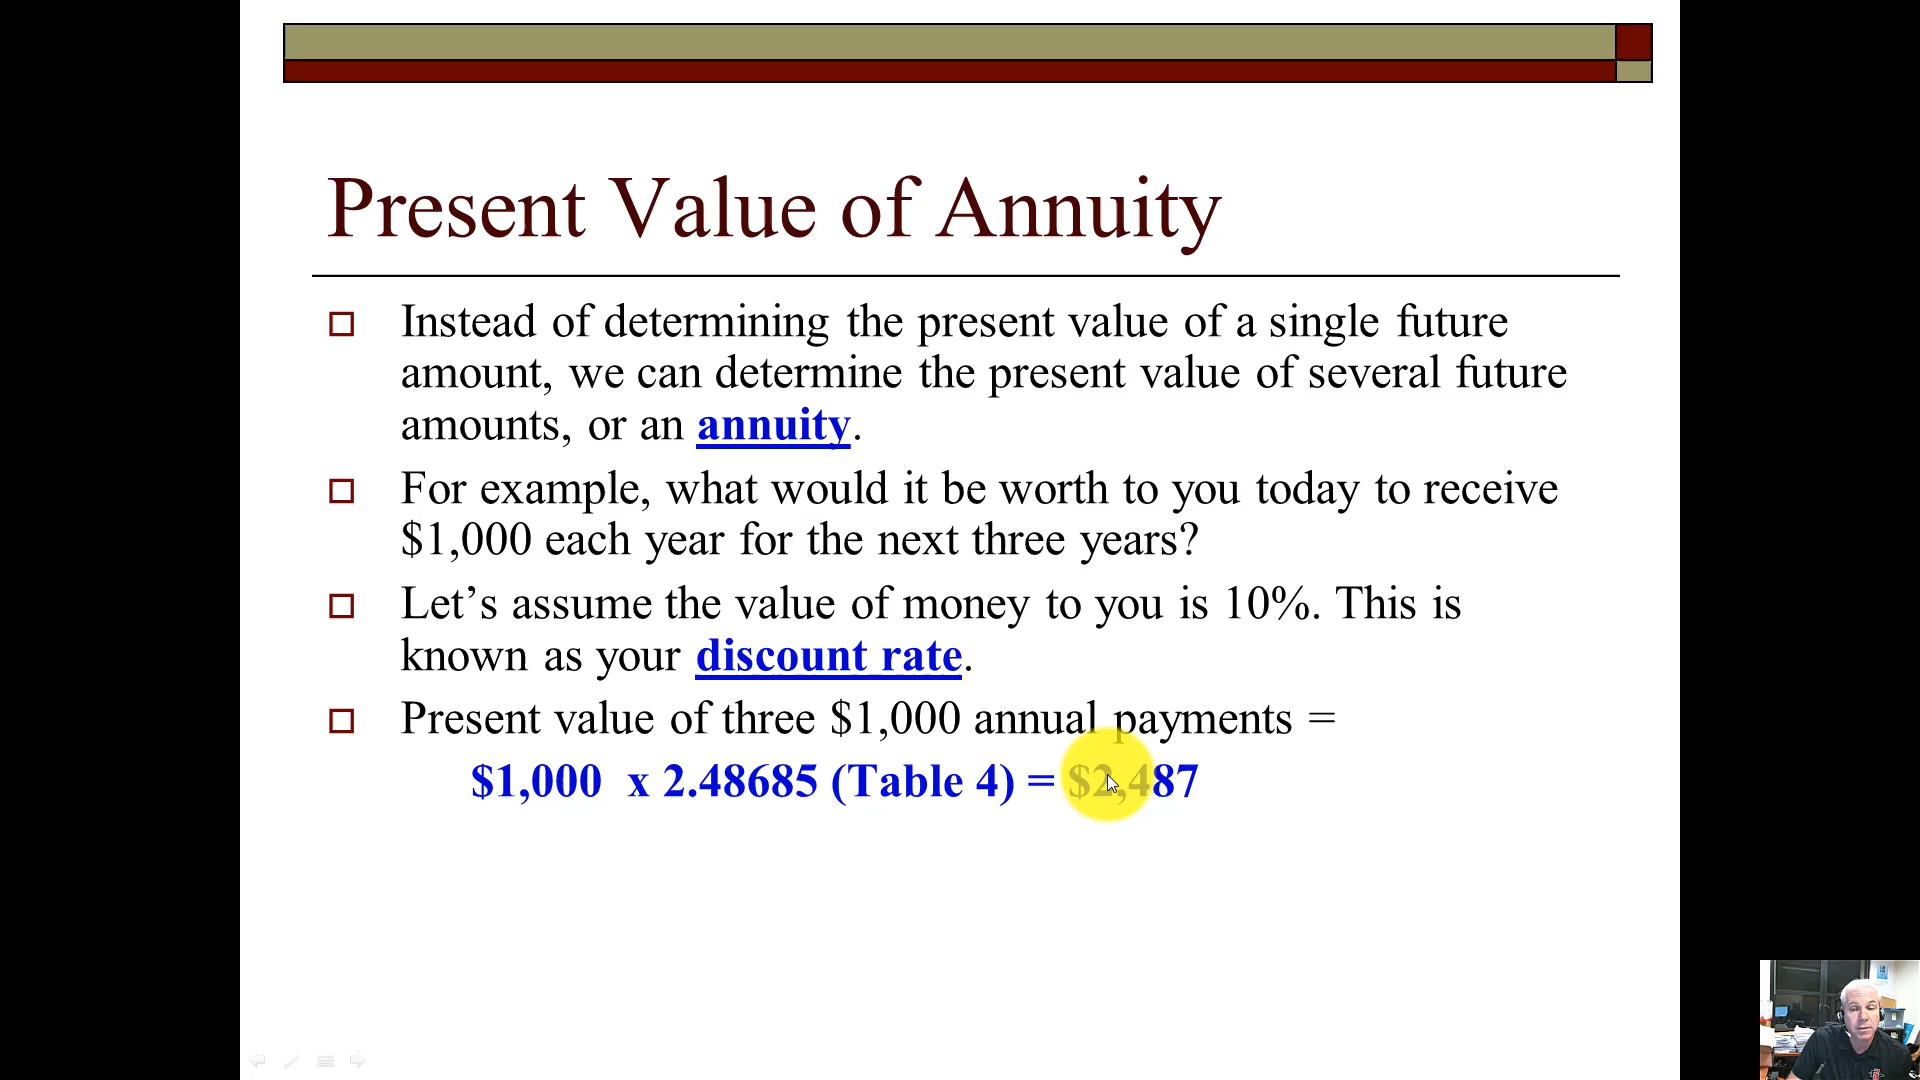 Present Value of Annuity
Instead of determining the present value of a single future
amount, we can determine the present value of several future
amounts, or an annuity.
For example, what would it be worth to you today to receive
$1,000 each year for the next three years?
Let’s assume the value of money to you is 10%. This is
known as your discount rate.
Present value of three $1,000 annual payments =
$1,000 x 2.48685 (Table 4) = $2,487